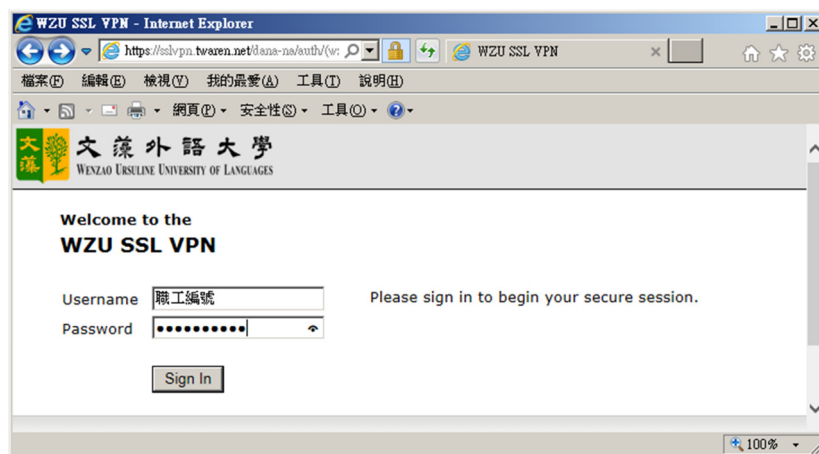 WZU SSL VPN - Internet Explorer
https://sslvpn.twaren.net/dana-na/auth/(w: WZU SSL VPN
檔案(F) 編輯(E) 檢視(V) 我的最愛(A) 工具(T) 說明(H)
網頁(P) 安全性(S) 工具(O)
文藻
文藻外語大學
WENZAO URSULINE UNIVERSITY OF LANGUAGES
Welcome to the
WZU SSL VPN
Username 職工編號 Please sign in to begin your secure session.
Password
Sign In
100%